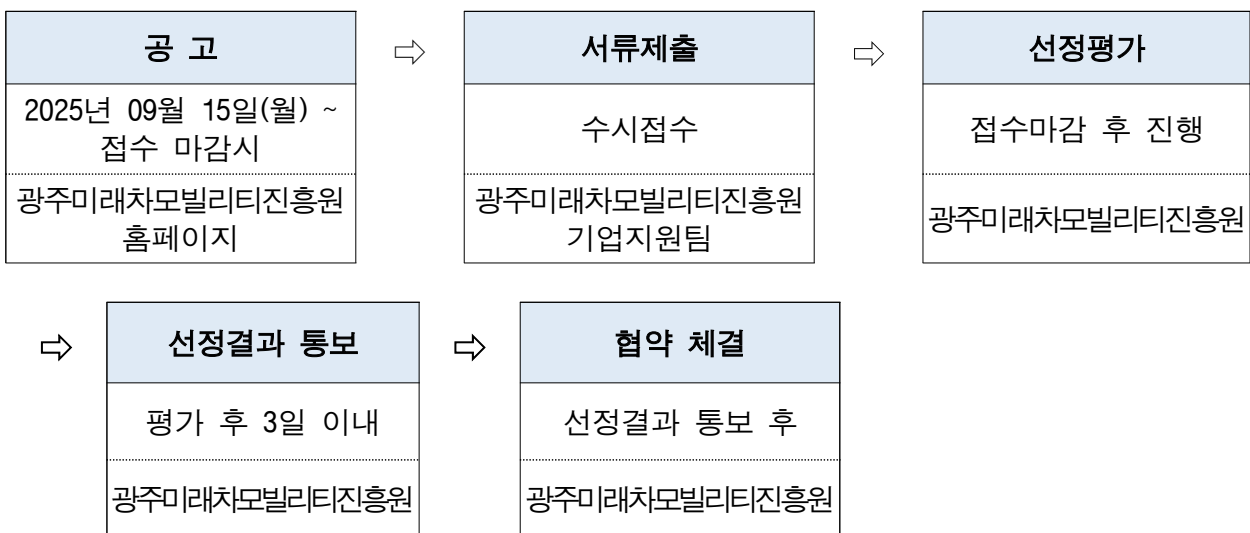 공 고
⇨
서류제출
⇨
선정평가
2025년 09월 15일(월) ~
접수 마감시
수시접수
접수마감 후 진행
광주미래차모빌리티진흥원
홈페이지
광주미래차모빌리티진흥원
기업지원팀
광주미래차모빌리티진흥원
⇨
선정결과 통보
⇨
협약 체결
평가 후 3일 이내
선정결과 통보 후
광주미래차모빌리티진흥원
광주미래차모빌리티진흥원